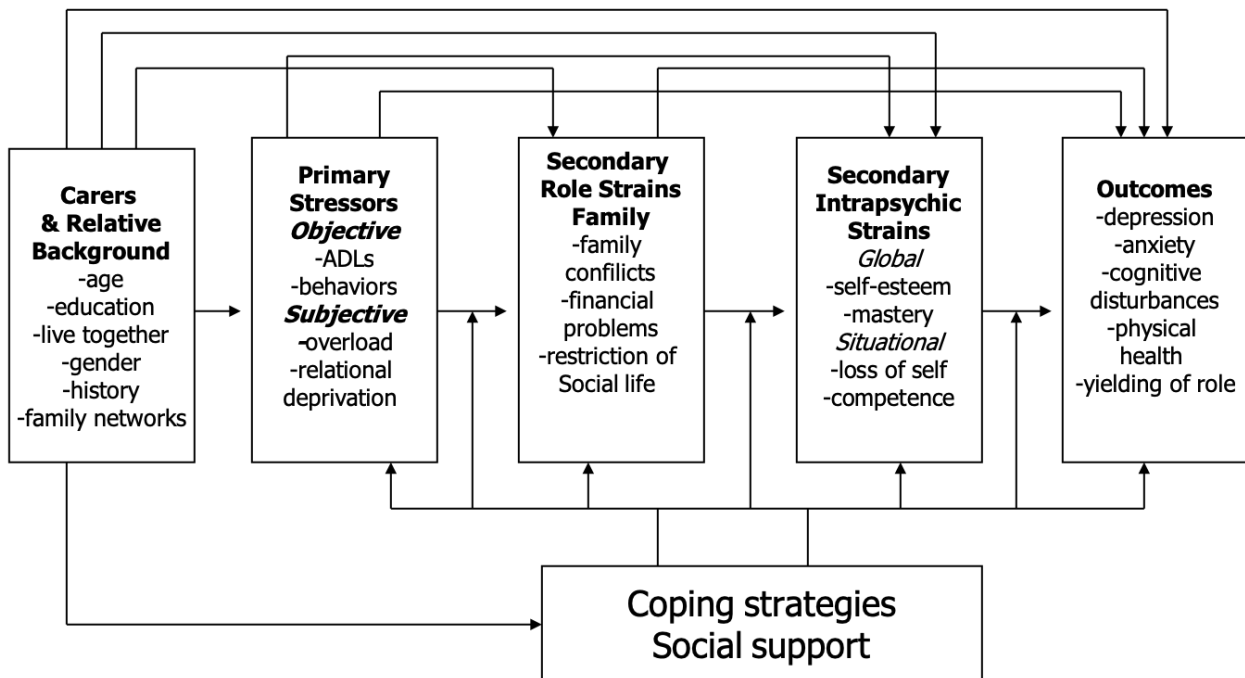 Carers
& Relative
Background
-age
-education
-live together
-gender
-history
-family networks
Primary
Stressors
Objective
-ADLs
-behaviors
Subjective
-overload
-relational
deprivation
Secondary
Role Strains
Family
-family
confilicts
-financial
problems
-restriction of
Social life
Secondary
Intrapsychic
Strains
Global
-self-esteem
-mastery
Situational
-loss of self
-competence
Outcomes
-depression
-anxiety
-cognitive
disturbances
-physical
health
-yielding of role
Coping strategies
Social support